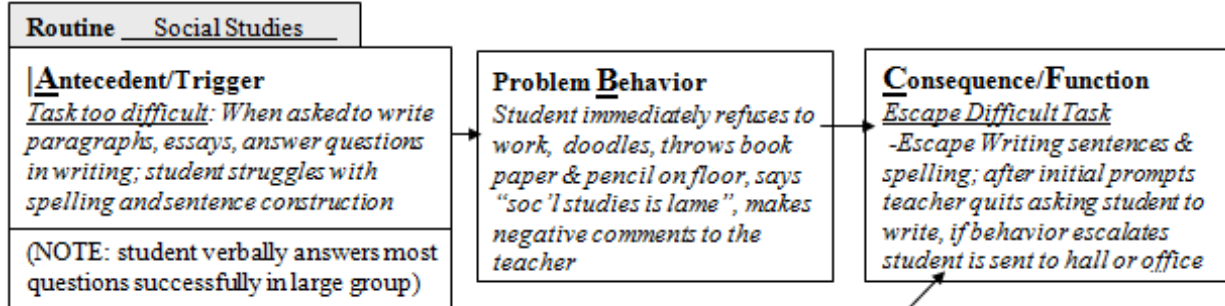 Routine Social Studies
Antecedent/Trigger
Task too difficult: When asked to write
paragraphs, essays, answer questions
in writing; student struggles with
spelling and sentence construction
(NOTE: student verbally answers most
questions successfully in large group)
Problem Behavior
Student immediately refuses to
work, doodles, throws book
paper & pencil on floor, says
“soc’l studies is lame”, makes
negative comments to the
teacher
Consequence/Function
Escape Difficult Task
-Escape Writing sentences &
spelling; after initial prompts
teacher quits asking student to
write, if behavior escalates
student is sent to hall or office